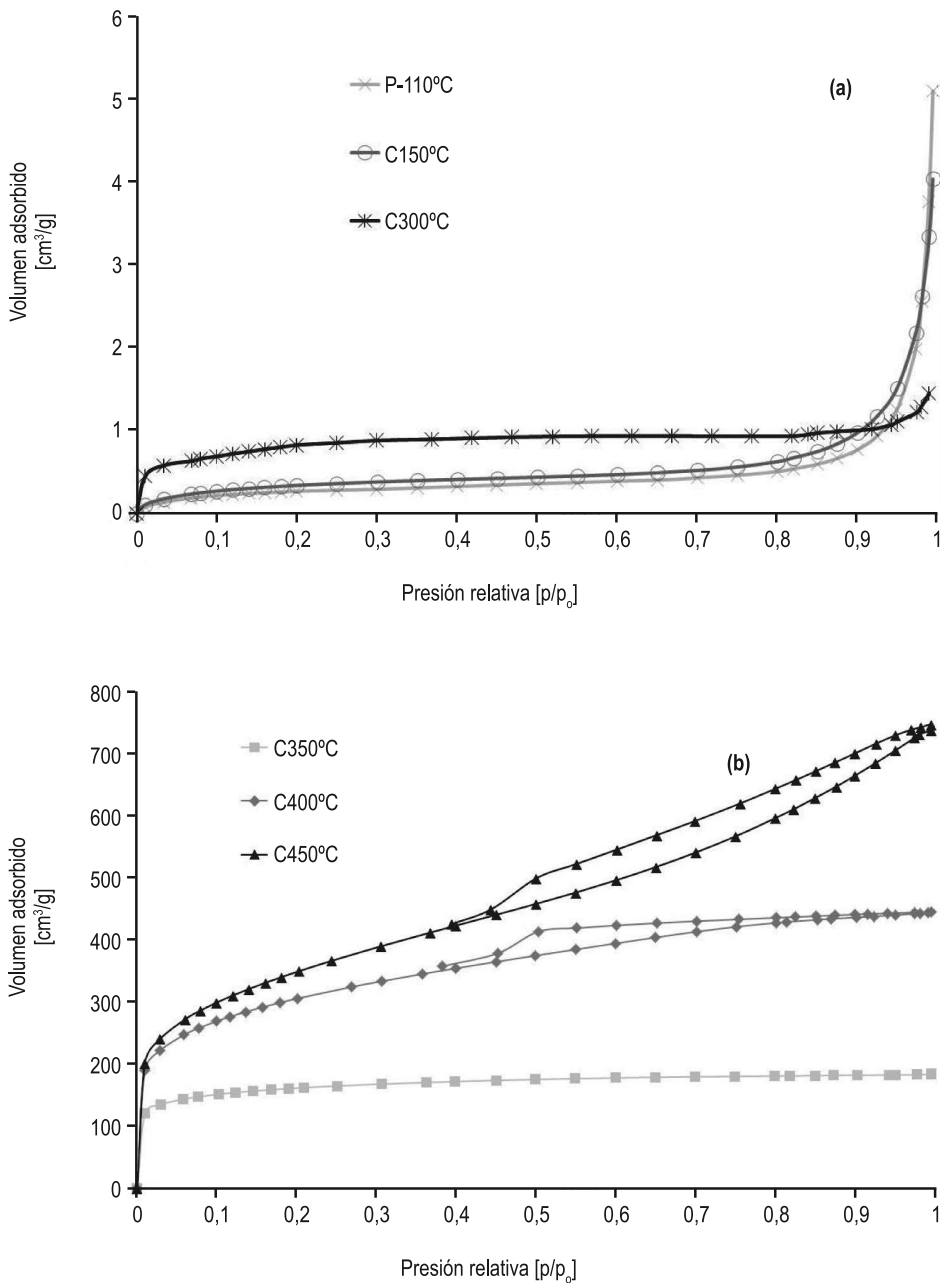 6
5
4
3
2
1
0
Volumen adsorbido
[cm³/g]
P-110ºC
C150ºC
C300ºC
(a)
0
0,1
0,2
0,3
0,4
0,5
0,6
0,7
0,8
0,9
1
Presión relativa [p/pₒ]
800
700
600
500
400
300
200
100
0
Volumen adsorbido
[cm³/g]
C350ºC
C400ºC
C450ºC
(b)
0
0,1
0,2
0,3
0,4
0,5
0,6
0,7
0,8
0,9
1
Presión relativa [p/pₒ]